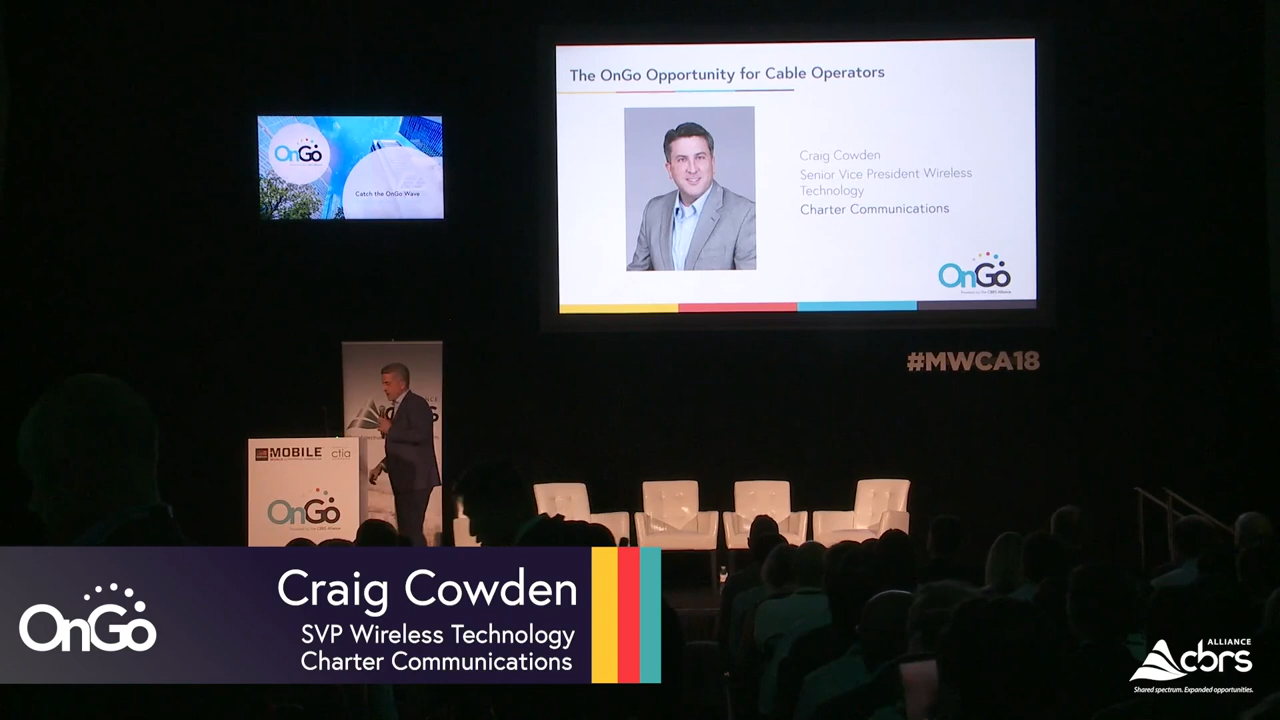 The OnGo Opportunity for Cable Operators
Craig Cowden
Senior Vice President Wireless
Technology
Charter Communications
OnGo
OnGo
Catch the OnGo Wave
#MWCA18
MOBILE
ctia
OnGo
OnGo
Craig Cowden
SVP Wireless Technology
Charter Communications
ALLIANCE
cbrs
Shared spectrum. Expanded opportunities.